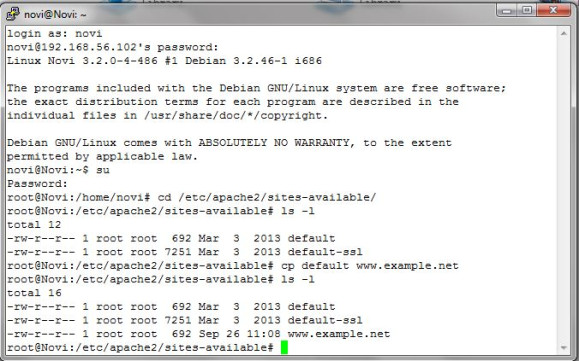 novi@Novi: ~
login as: novi
novi@192.168.56.102's password:
Linux Novi 3.2.0-4-486 #1 Debian 3.2.46-1 i686
The programs included with the Debian GNU/Linux system are free software;
the exact distribution terms for each program are described in the
individual files in /usr/share/doc/*/copyright.
Debian GNU/Linux comes with ABSOLUTELY NO WARRANTY, to the extent
permitted by applicable law.
novi@Novi:~$ su
Password:
root@Novi:/home/novi# cd /etc/apache2/sites-available/
root@Novi:/etc/apache2/sites-available# ls -l
total 12
-rw-r--r-- 1 root root  692 Mar  3  2013 default
-rw-r--r-- 1 root root 7251 Mar  3  2013 default-ssl
root@Novi:/etc/apache2/sites-available# cp default www.example.net
root@Novi:/etc/apache2/sites-available# ls -l
total 16
-rw-r--r-- 1 root root  692 Mar  3  2013 default
-rw-r--r-- 1 root root 7251 Mar  3  2013 default-ssl
-rw-r--r-- 1 root root  692 Sep 26 11:08 www.example.net
root@Novi:/etc/apache2/sites-available#